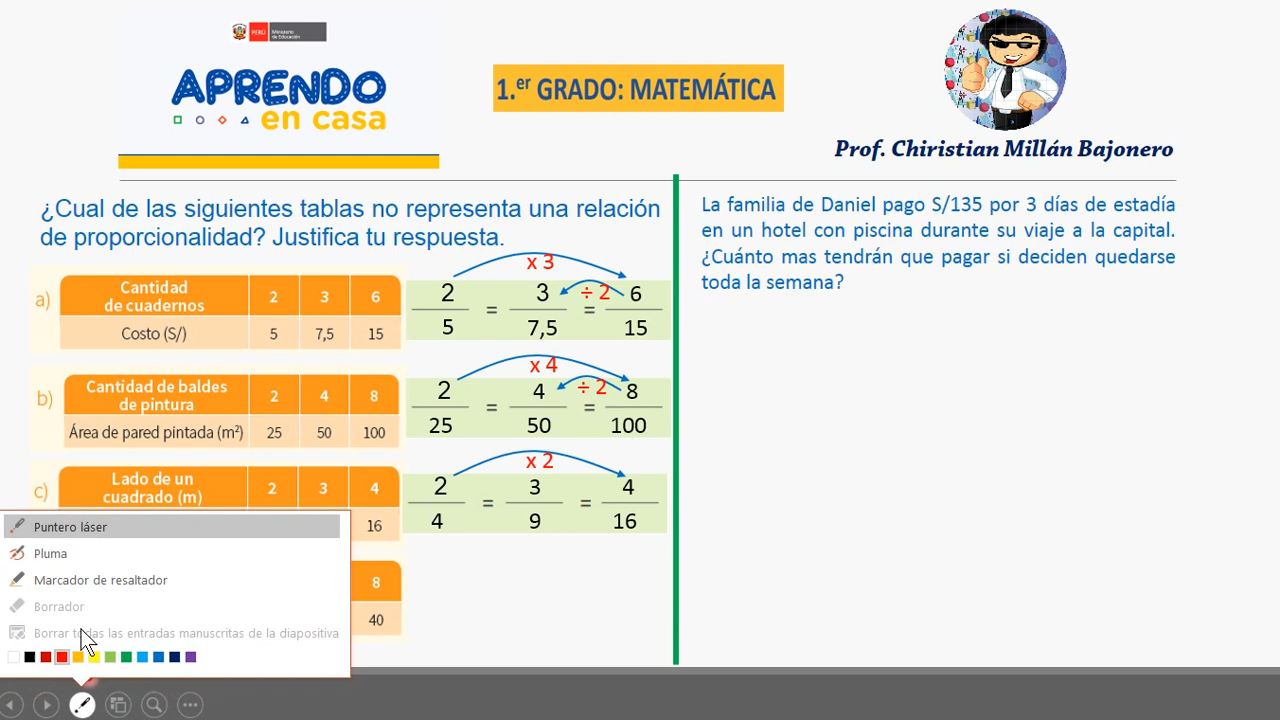 PERÚ Ministerio de Educación
APRENDO
en casa
1.er GRADO: MATEMÁTICA
Prof. Chiristian Millán Bajonero
¿Cual de las siguientes tablas no representa una relación
de proporcionalidad? Justifica tu respuesta.
a) Cantidad de cuadernos 2 3 6
Costo (S/) 5 7,5 15
x 3
÷ 2
2 3 6
= =
5 7,5 15
b) Cantidad de baldes de pintura 2 4 8
Área de pared pintada (m²) 25 50 100
x 4
÷ 2
2 4 8
= =
25 50 100
c) Lado de un cuadrado (m) 2 3 4
16
x 2
2 3 4
= =
4 9 16
8
40
La familia de Daniel pago S/135 por 3 días de estadía
en un hotel con piscina durante su viaje a la capital.
¿Cuánto mas tendrán que pagar si deciden quedarse
toda la semana?
Puntero láser
Pluma
Marcador de resaltador
Borrador
Borrar todas las entradas manuscritas de la diapositiva